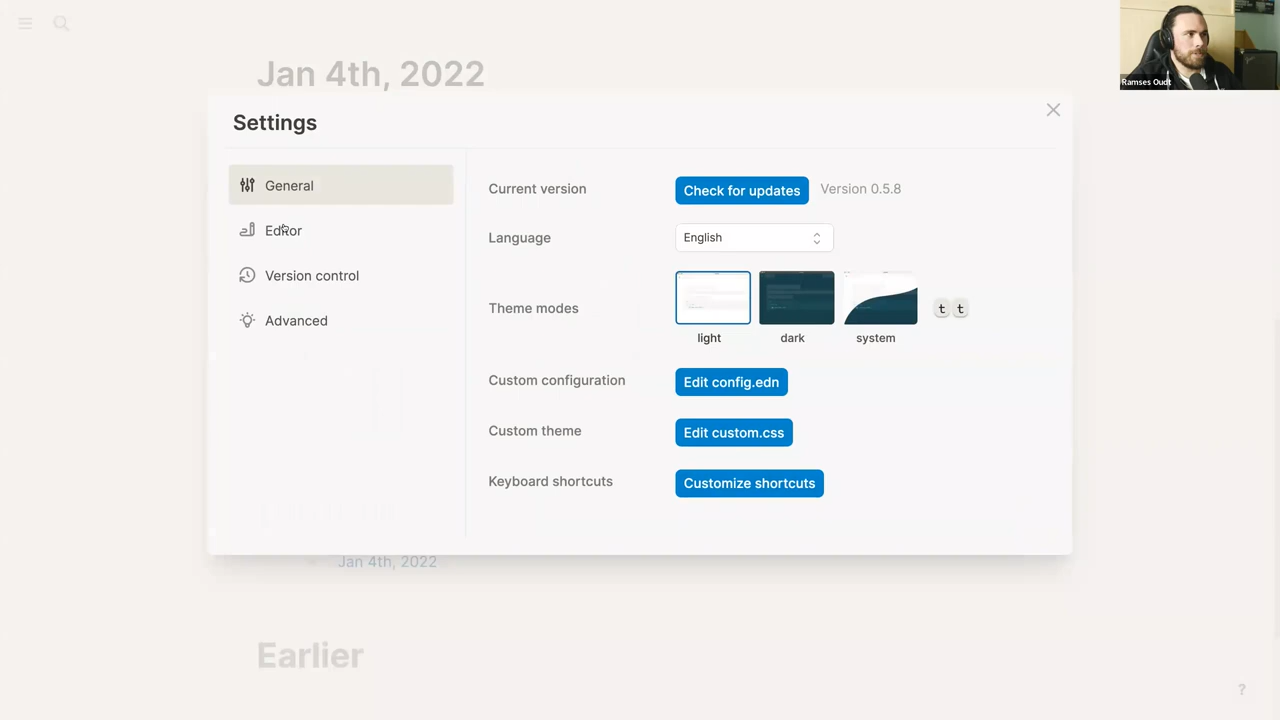 Jan 4th, 2022
Ramses Oudt
Settings
General
Editor
Version control
Advanced
Current version
Check for updates
Version 0.5.8
Language
English
Theme modes
light
dark
system
t t
Custom configuration
Edit config.edn
Custom theme
Edit custom.css
Keyboard shortcuts
Customize shortcuts
Jan 4th, 2022
Earlier
?